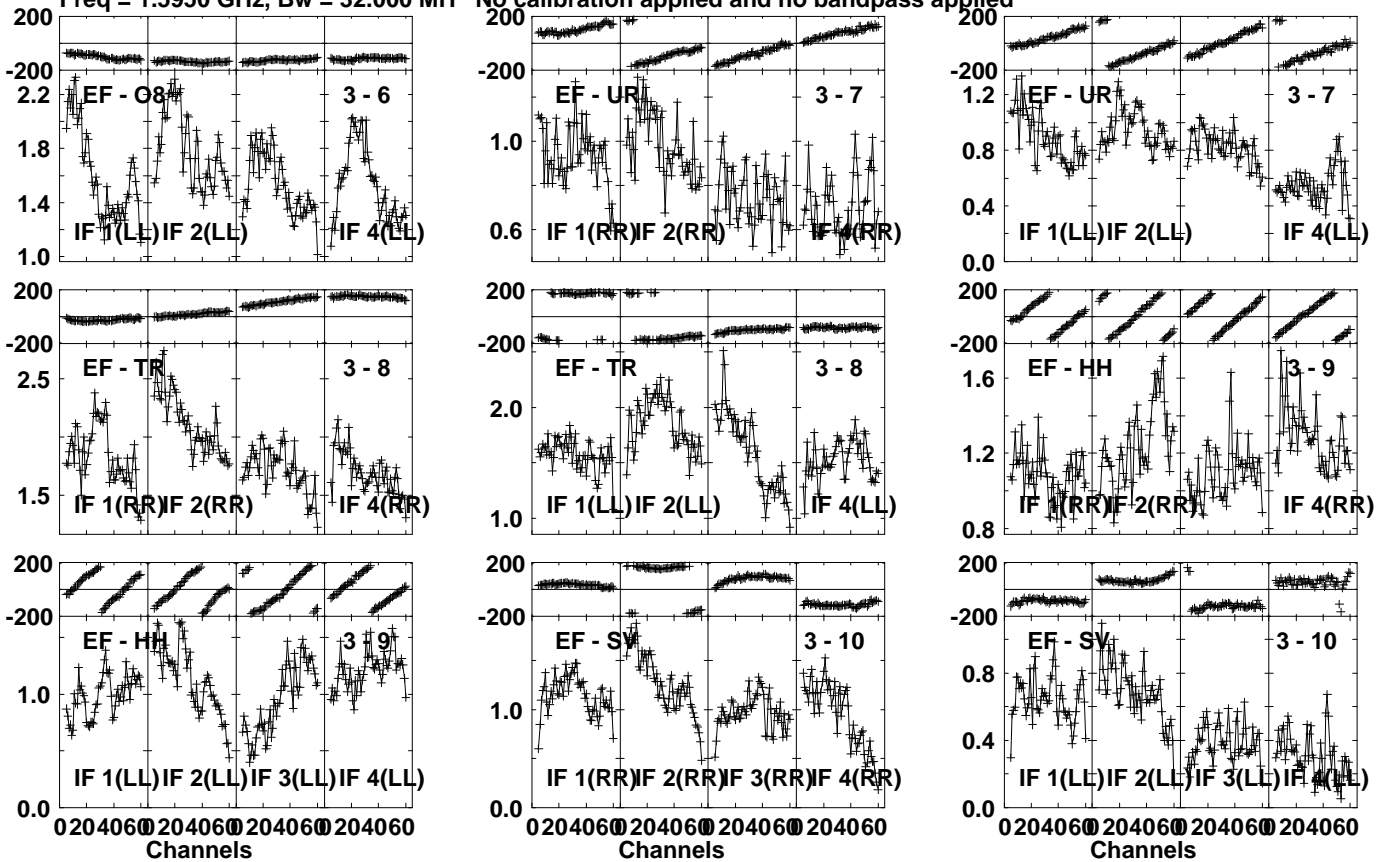 Freq = 1.5950 GHz, Bw = 32.000 MH No calibration applied and no bandpass applied
200
-200
2.2
1.8
1.4
1.0
EF - O8
3 - 6
IF 1(LL)
IF 2(LL)
IF 4(LL)
1.0
0.6
EF - UR
3 - 7
IF 1(RR)
IF 2(RR)
IF 4(RR)
1.2
0.8
0.4
0.0
EF - UR
3 - 7
IF 1(LL)
IF 2(LL)
IF 4(LL)
200
-200
2.5
1.5
EF - TR
3 - 8
IF 1(RR)
IF 2(RR)
IF 4(RR)
2.0
1.0
EF - TR
3 - 8
IF 1(LL)
IF 2(LL)
IF 4(LL)
200
-200
1.6
1.2
0.8
EF - HH
3 - 9
IF 1(RR)
IF 2(RR)
IF 4(RR)
200
-200
1.0
0.0
EF - HH
3 - 9
IF 1(LL)
IF 2(LL)
IF 3(LL)
IF 4(LL)
0 20 40 60 0 20 40 60 0 20 40 60 0 20 40 60
Channels
200
-200
1.0
0.0
EF - SV
3 - 10
IF 1(RR)
IF 2(RR)
IF 3(RR)
IF 4(RR)
0 20 40 60 0 20 40 60 0 20 40 60 0 20 40 60
Channels
200
-200
0.8
0.4
0.0
EF - SV
3 - 10
IF 1(LL)
IF 2(LL)
IF 3(LL)
IF 4(LL)
0 20 40 60 0 20 40 60 0 20 40 60 0 20 40 60
Channels